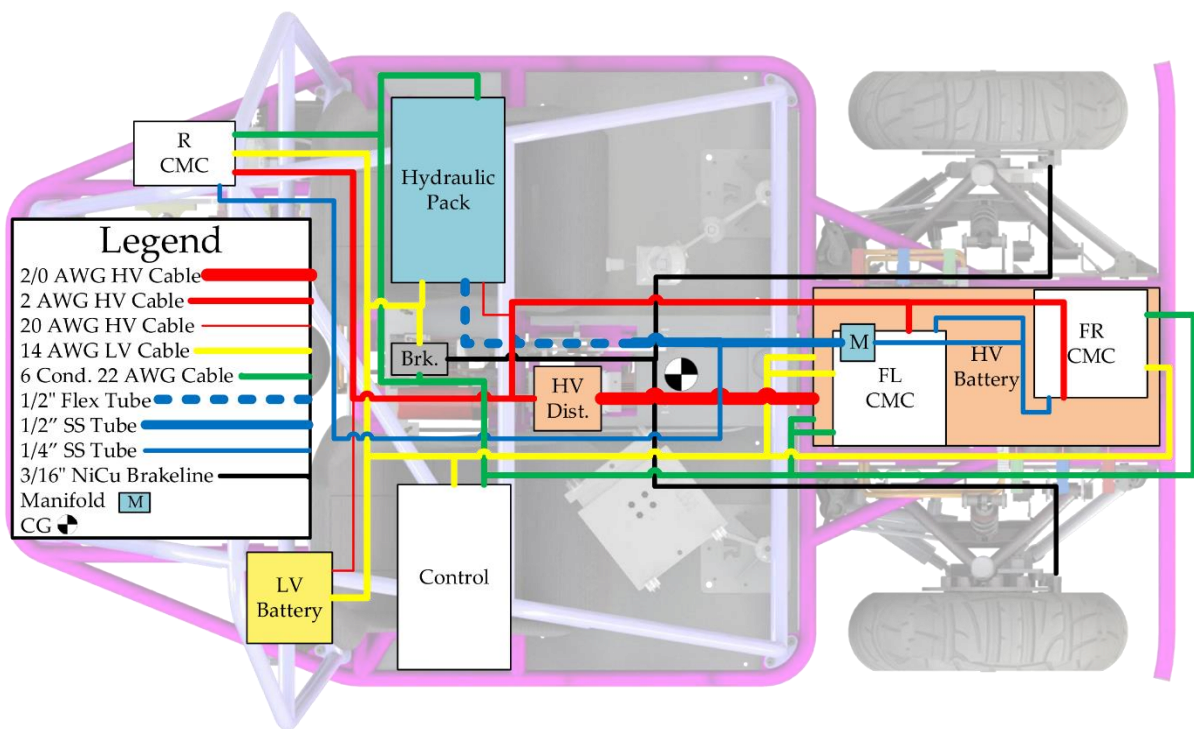 R
CMC
Hydraulic
Pack
Legend
2/0 AWG HV Cable
2 AWG HV Cable
20 AWG HV Cable
14 AWG LV Cable
6 Cond. 22 AWG Cable
1/2" Flex Tube
1/2” SS Tube
1/4” SS Tube
3/16" NiCu Brakeline
Manifold M
CG
Brk.
HV
Dist.
M
FL
CMC
HV
Battery
FR
CMC
LV
Battery
Control